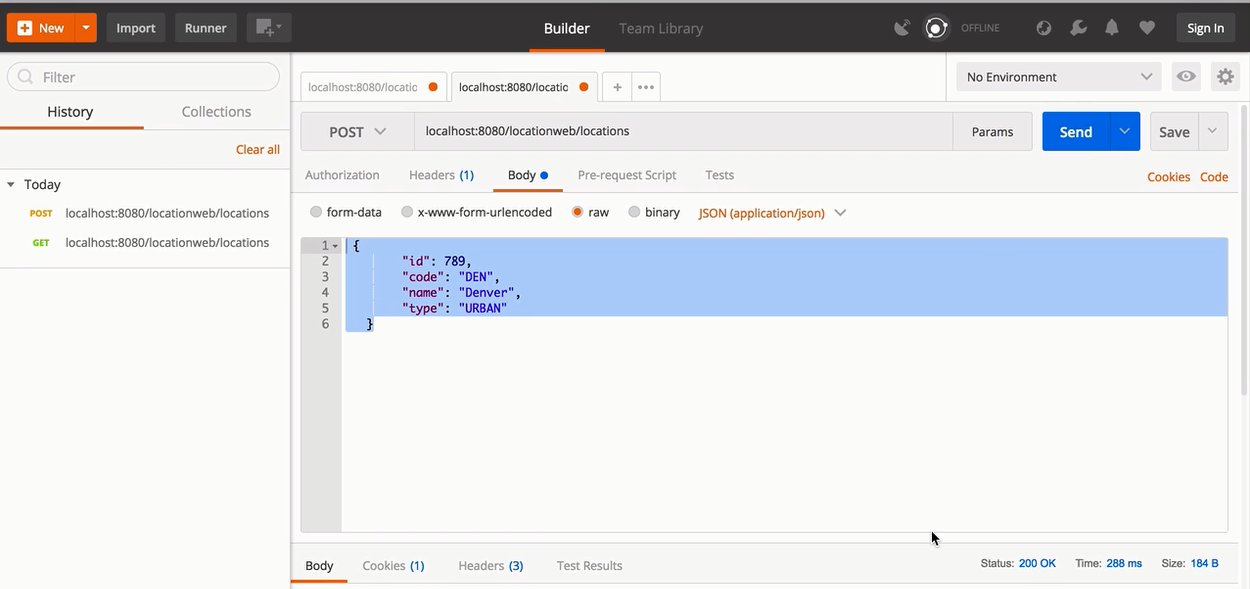 New
Import
Runner
Builder
Team Library
OFFLINE
Sign In
Filter
History
Collections
Clear all
Today
POST localhost:8080/locationweb/locations
GET localhost:8080/locationweb/locations
localhost:8080/locatic
localhost:8080/locatic
No Environment
POST
localhost:8080/locationweb/locations
Params
Send
Save
Authorization
Headers (1)
Body
Pre-request Script
Tests
Cookies
Code
form-data
x-www-form-urlencoded
raw
binary
JSON (application/json)
1 {
2 "id": 789,
3 "code": "DEN",
4 "name": "Denver",
5 "type": "URBAN"
6 }
Body
Cookies (1)
Headers (3)
Test Results
Status: 200 OK
Time: 288 ms
Size: 184 B